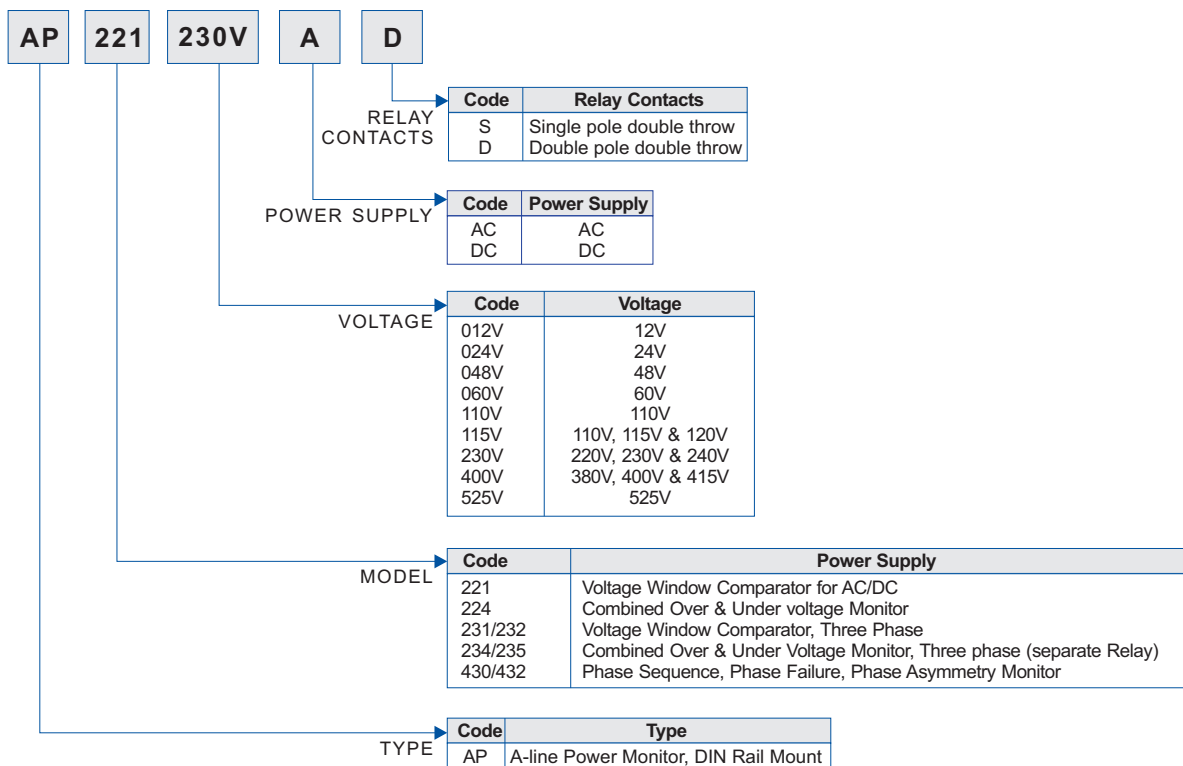 AP 221 230V A D
RELAY CONTACTS
Code Relay Contacts
S Single pole double throw
D Double pole double throw
POWER SUPPLY
Code Power Supply
AC AC
DC DC
VOLTAGE
Code Voltage
012V 12V
024V 24V
048V 48V
060V 60V
110V 110V
115V 110V, 115V & 120V
230V 220V, 230V & 240V
400V 380V, 400V & 415V
525V 525V
MODEL
Code Power Supply
221 Voltage Window Comparator for AC/DC
224 Combined Over & Under voltage Monitor
231/232 Voltage Window Comparator, Three Phase
234/235 Combined Over & Under Voltage Monitor, Three phase (separate Relay)
430/432 Phase Sequence, Phase Failure, Phase Asymmetry Monitor
TYPE
Code Type
AP A-line Power Monitor, DIN Rail Mount